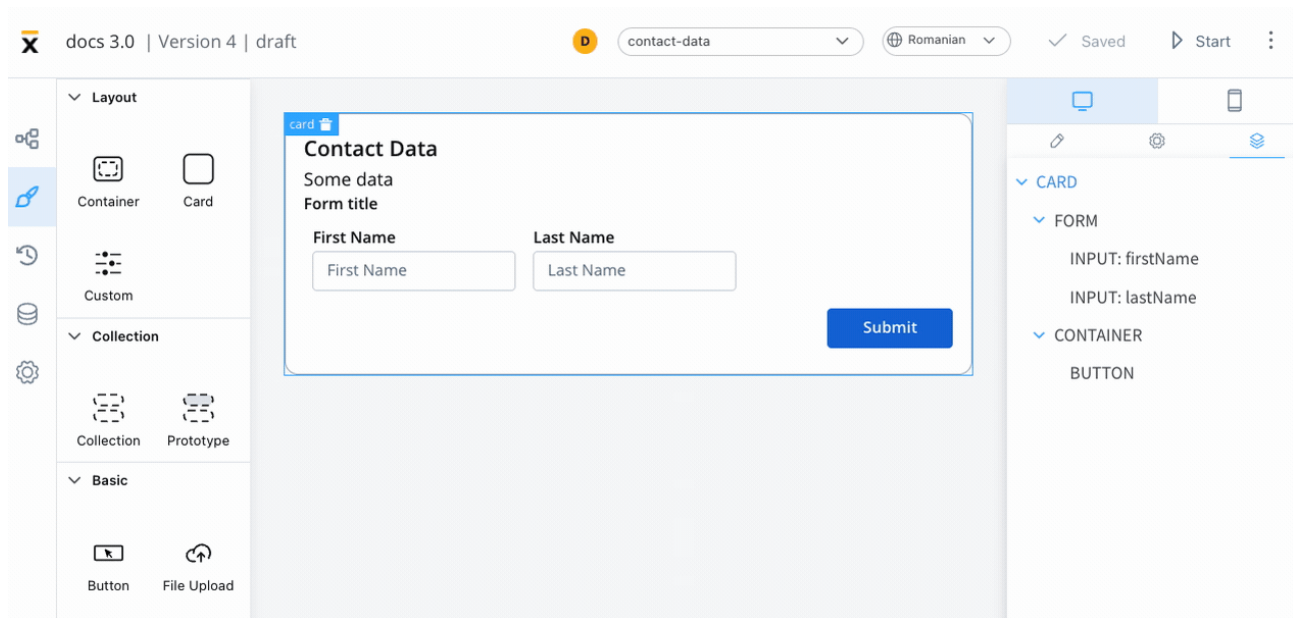 docs 3.0 | Version 4 | draft
D
contact-data
Romanian
Saved
Start
Layout
Container
Card
Custom
Collection
Collection
Prototype
Basic
Button
File Upload
card
Contact Data
Some data
Form title
First Name
Last Name
First Name
Last Name
Submit
CARD
FORM
INPUT: firstName
INPUT: lastName
CONTAINER
BUTTON